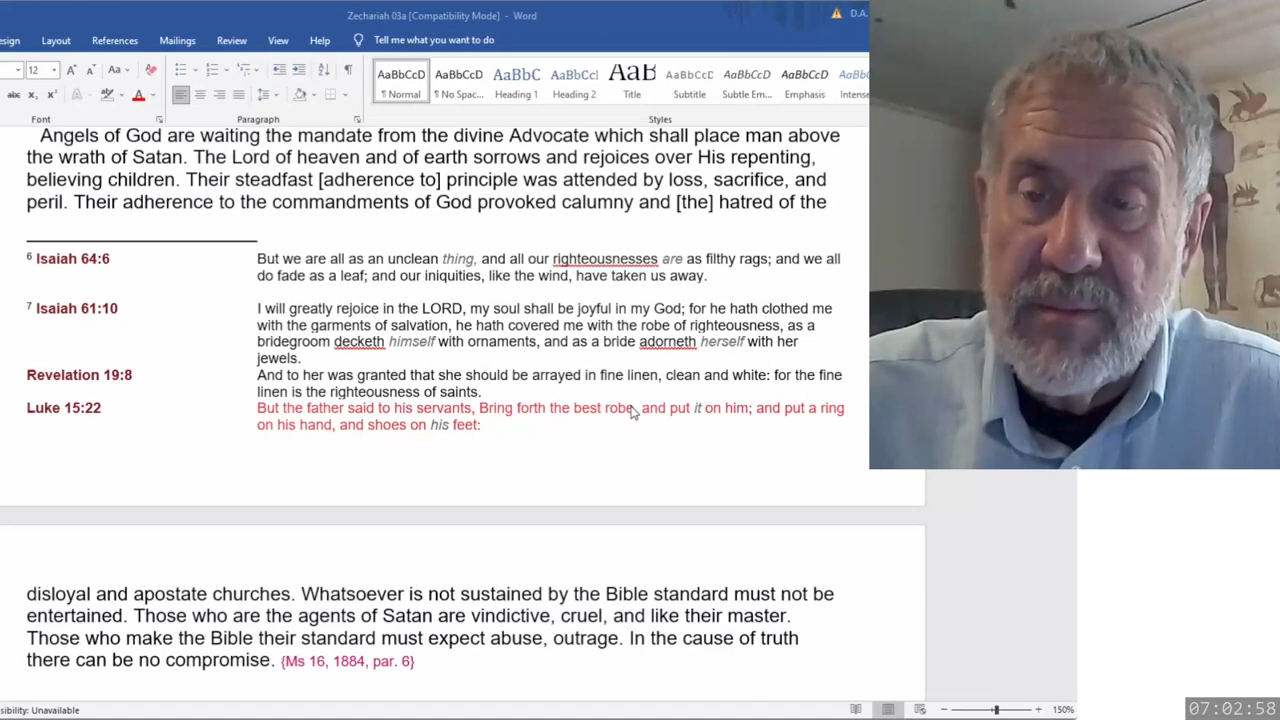 Zechariah 03a [Compatibility Mode] - Word
D.A.
esign Layout References Mailings Review View Help Tell me what you want to do
12 Aa
abc X₂ X² A A
Font Paragraph Styles
AaBbCcD AaBbCcD AaBbC AaBbCcI AaB AaBbCcD AaBbCcD AaBbCcD AaBb
¶ Normal ¶ No Spac... Heading 1 Heading 2 Title Subtitle Subtle Em... Emphasis Intense
Angels of God are waiting the mandate from the divine Advocate which shall place man above
the wrath of Satan. The Lord of heaven and of earth sorrows and rejoices over His repenting,
believing children. Their steadfast [adherence to] principle was attended by loss, sacrifice, and
peril. Their adherence to the commandments of God provoked calumny and [the] hatred of the
⁶ Isaiah 64:6 But we are all as an unclean thing, and all our righteousnesses are as filthy rags; and we all
do fade as a leaf; and our iniquities, like the wind, have taken us away.
⁷ Isaiah 61:10 I will greatly rejoice in the LORD, my soul shall be joyful in my God; for he hath clothed me
with the garments of salvation, he hath covered me with the robe of righteousness, as a
bridegroom decketh himself with ornaments, and as a bride adorneth herself with her
jewels.
Revelation 19:8 And to her was granted that she should be arrayed in fine linen, clean and white: for the fine
linen is the righteousness of saints.
Luke 15:22 But the father said to his servants, Bring forth the best robe, and put it on him; and put a ring
on his hand, and shoes on his feet:
disloyal and apostate churches. Whatsoever is not sustained by the Bible standard must not be
entertained. Those who are the agents of Satan are vindictive, cruel, and like their master.
Those who make the Bible their standard must expect abuse, outrage. In the cause of truth
there can be no compromise. {Ms 16, 1884, par. 6}
sibility: Unavailable 150%
07:02:58